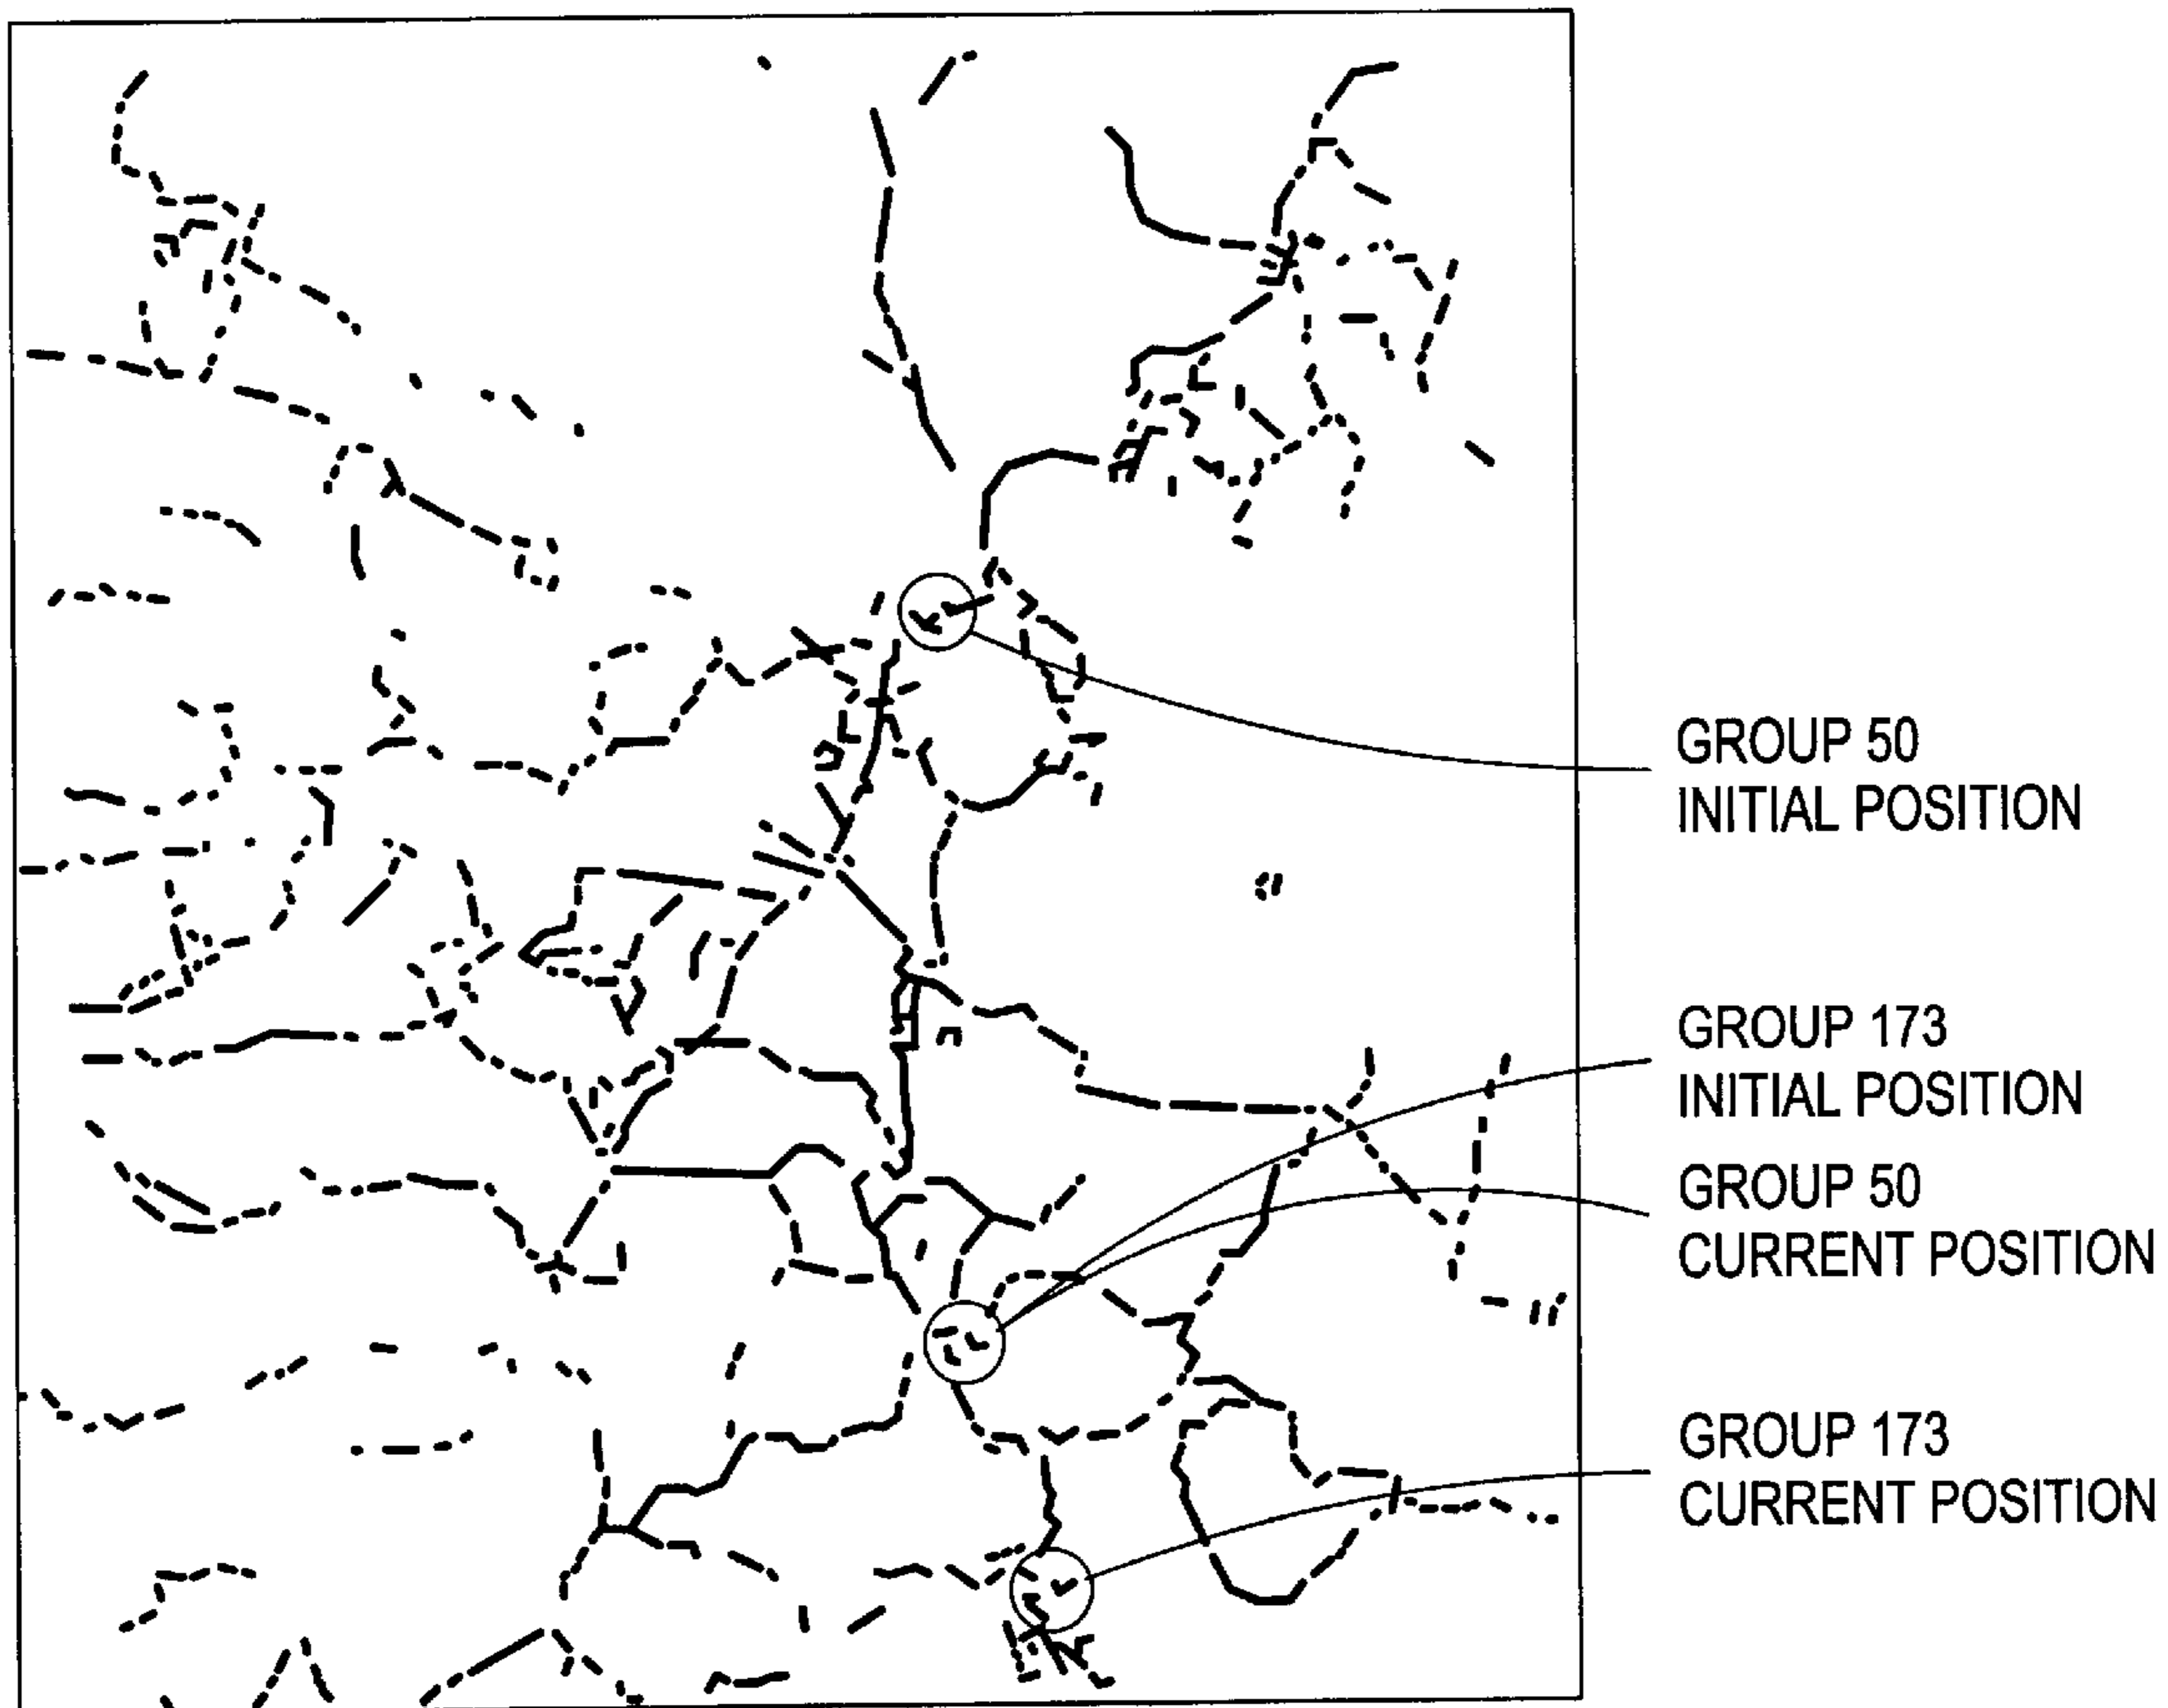 GROUP 50
INITIAL POSITION
GROUP 173
INITIAL POSITION
GROUP 50
CURRENT POSITION
GROUP 173
CURRENT POSITION